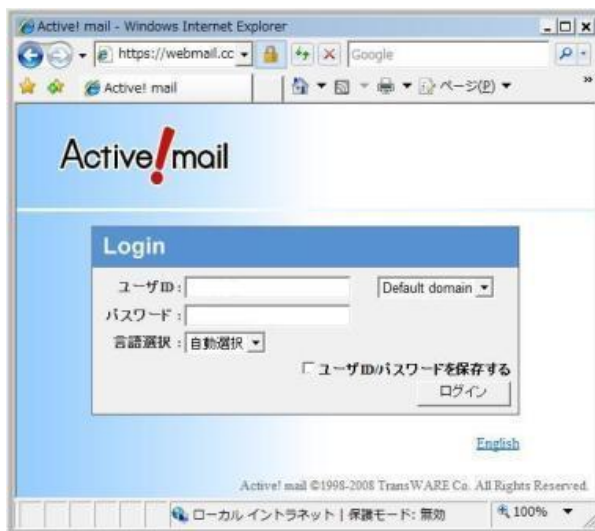 Active! mail - Windows Internet Explorer
https://webmail.cc
Google
Active! mail
ページ(P)
Active!mail
Login
ユーザID:
Default domain
パスワード:
言語選択:
自動選択
ユーザID/パスワードを保存する
ログイン
English
Active! mail ©1998-2008 TransWARE Co. All Rights Reserved.
ローカル イントラネット | 保護モード: 無効
100%